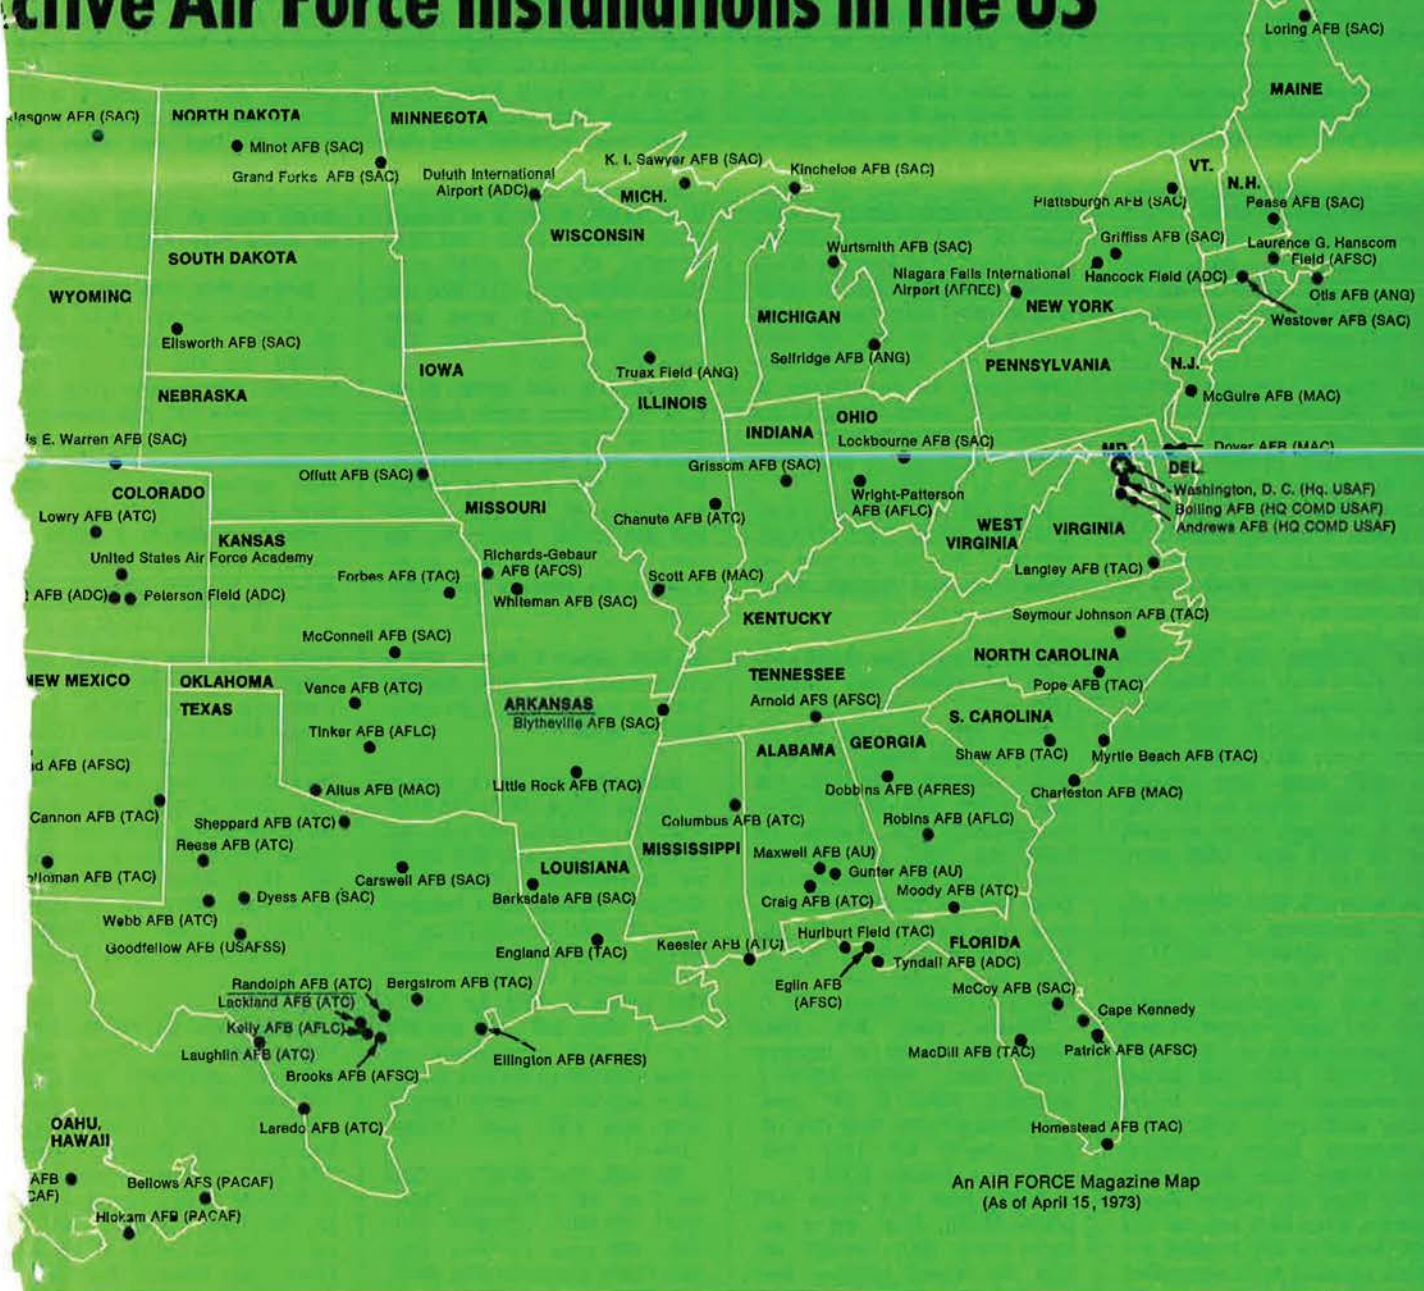 ctive Air Force Installations in the US
Loring AFB (SAC)
MAINE
lasgow AFB (SAC)
NORTH DAKOTA
MINNESOTA
Minot AFB (SAC)
Grand Forks AFB (SAC)
Duluth International
Airport (ADC)
K. I. Sawyer AFB (SAC)
MICH.
Kincheloe AFB (SAC)
VT.
N.H.
Plattsburgh AFB (SAC)
Pease AFB (SAC)
WISCONSIN
Wurtsmith AFB (SAC)
Griffiss AFB (SAC)
Laurence G. Hanscom
Field (AFSC)
SOUTH DAKOTA
Niagara Falls International
Airport (AFRES)
Hancock Field (ADC)
Otis AFB (ANG)
WYOMING
NEW YORK
Westover AFB (SAC)
MICHIGAN
Ellsworth AFB (SAC)
Selfridge AFB (ANG)
Truax Field (ANG)
IOWA
PENNSYLVANIA
N.J.
NEBRASKA
ILLINOIS
McGuire AFB (MAC)
INDIANA
OHIO
is E. Warren AFB (SAC)
Lockbourne AFB (SAC)
MD.
Dover AFB (MAC)
Offutt AFB (SAC)
Grissom AFB (SAC)
DEL.
COLORADO
Wright-Patterson
AFB (AFLC)
Washington, D. C. (Hq. USAF)
Bolling AFB (HQ COMD USAF)
Andrews AFB (HQ COMD USAF)
MISSOURI
Lowry AFB (ATC)
Chanute AFB (ATC)
WEST
VIRGINIA
VIRGINIA
KANSAS
United States Air Force Academy
Richards-Gebaur
AFB (AFCS)
Langley AFB (TAC)
Forbes AFB (TAC)
Scott AFB (MAC)
AFB (ADC)
Peterson Field (ADC)
Whiteman AFB (SAC)
KENTUCKY
Seymour Johnson AFB (TAC)
McConnell AFB (SAC)
NORTH CAROLINA
NEW MEXICO
OKLAHOMA
Vance AFB (ATC)
TENNESSEE
Pope AFB (TAC)
TEXAS
ARKANSAS
Blytheville AFB (SAC)
Arnold AFS (AFSC)
S. CAROLINA
Tinker AFB (AFLC)
ALABAMA
GEORGIA
Shaw AFB (TAC)
Myrtle Beach AFB (TAC)
d AFB (AFSC)
Altus AFB (MAC)
Little Rock AFB (TAC)
Dobbins AFB (AFRES)
Charleston AFB (MAC)
Cannon AFB (TAC)
Sheppard AFB (ATC)
Columbus AFB (ATC)
Robins AFB (AFLC)
Reese AFB (ATC)
MISSISSIPPI
Maxwell AFB (AU)
LOUISIANA
lloman AFB (TAC)
Carswell AFB (SAC)
Gunter AFB (AU)
Dyess AFB (SAC)
Barksdale AFB (SAC)
Craig AFB (ATC)
Moody AFB (ATC)
Webb AFB (ATC)
Goodfellow AFB (USAFSS)
England AFB (TAC)
Keesler AFB (ATC)
Hurlburt Field (TAC)
FLORIDA
Tyndall AFB (ADC)
Randolph AFB (ATC)
Bergstrom AFB (TAC)
Eglin AFB
(AFSC)
McCoy AFB (SAC)
Lackland AFB (ATC)
Cape Kennedy
Kelly AFB (AFLC)
Laughlin AFB (ATC)
Ellington AFB (AFRES)
MacDill AFB (TAC)
Patrick AFB (AFSC)
Brooks AFB (AFSC)
OAHU,
HAWAII
Laredo AFB (ATC)
Homestead AFB (TAC)
AFB
CAF)
Bellows AFS (PACAF)
Hickam AFB (PACAF)
An AIR FORCE Magazine Map
(As of April 15, 1973)